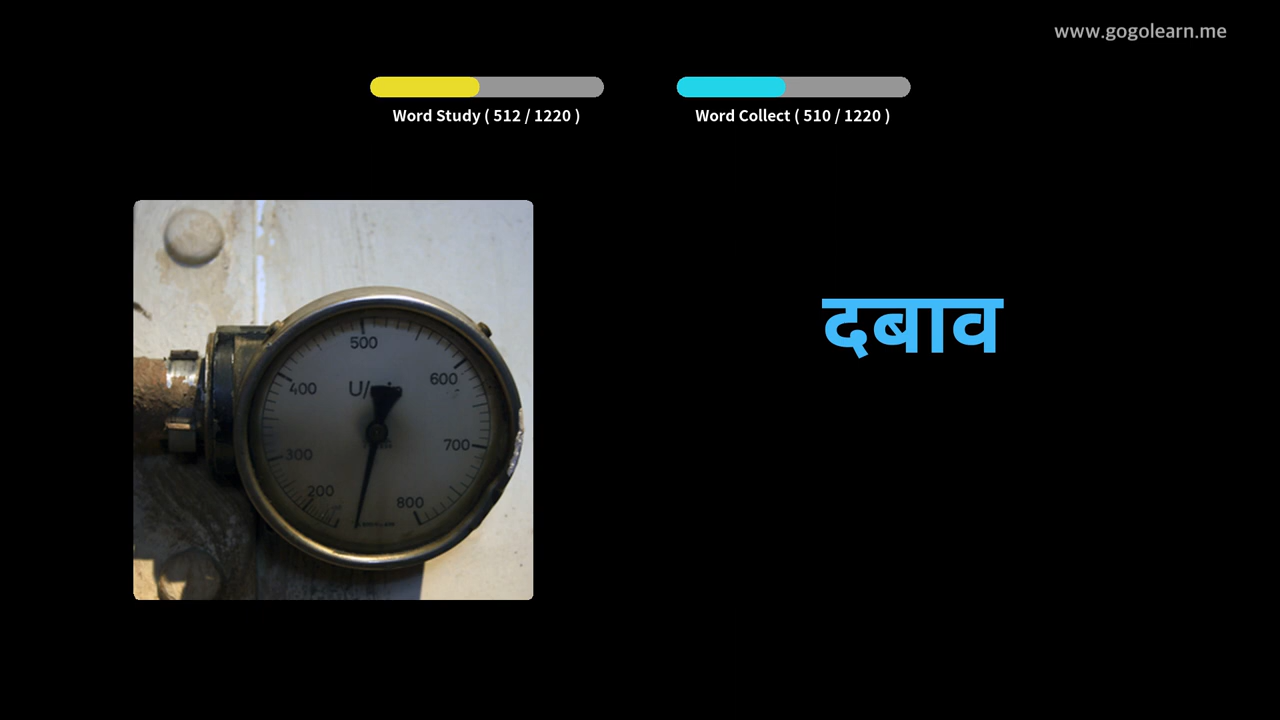 www.gogolearn.me
Word Study ( 512 / 1220 )
Word Collect ( 510 / 1220 )
दबाव
500
400
600
U/
300
700
200
800